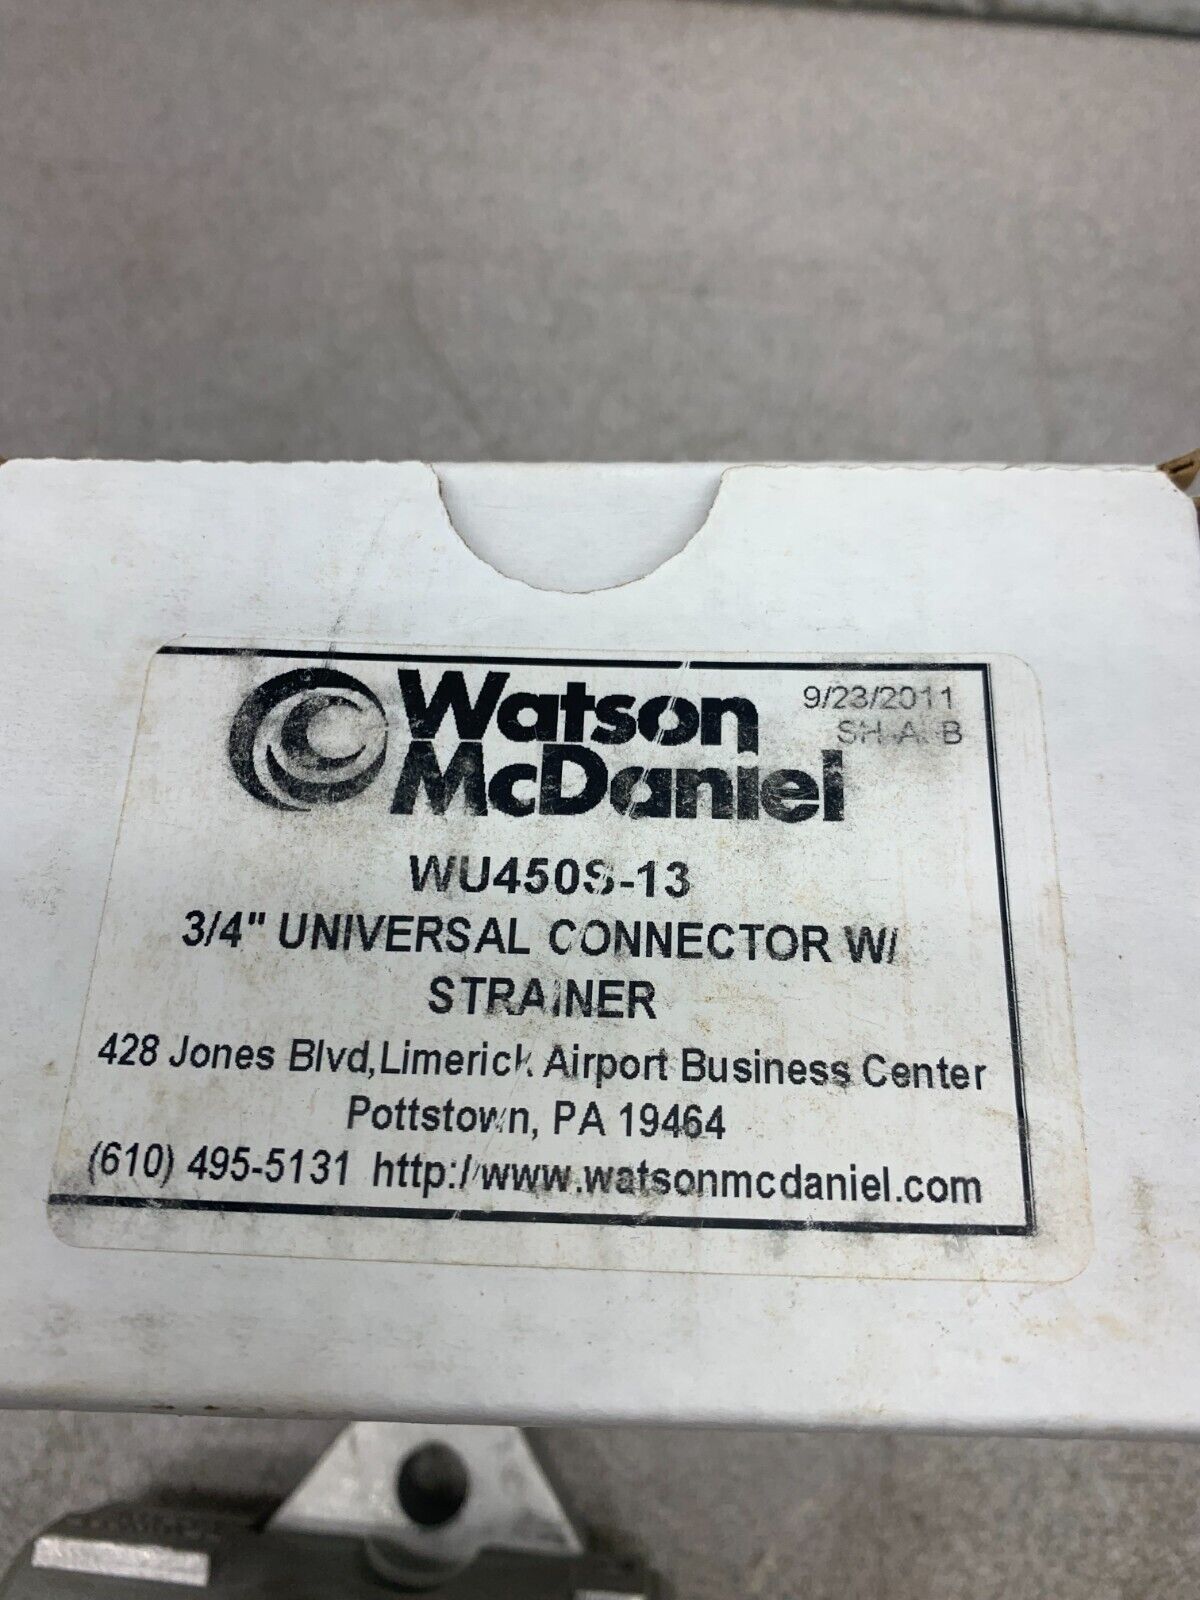 Watson
McDaniel
9/23/2011
WU450S-13
3/4" UNIVERSAL CONNECTOR W/
STRAINER
428 Jones Blvd,Limerick Airport Business Center
Pottstown, PA 19464
(610) 495-5131 http://www.watsonmcdaniel.com